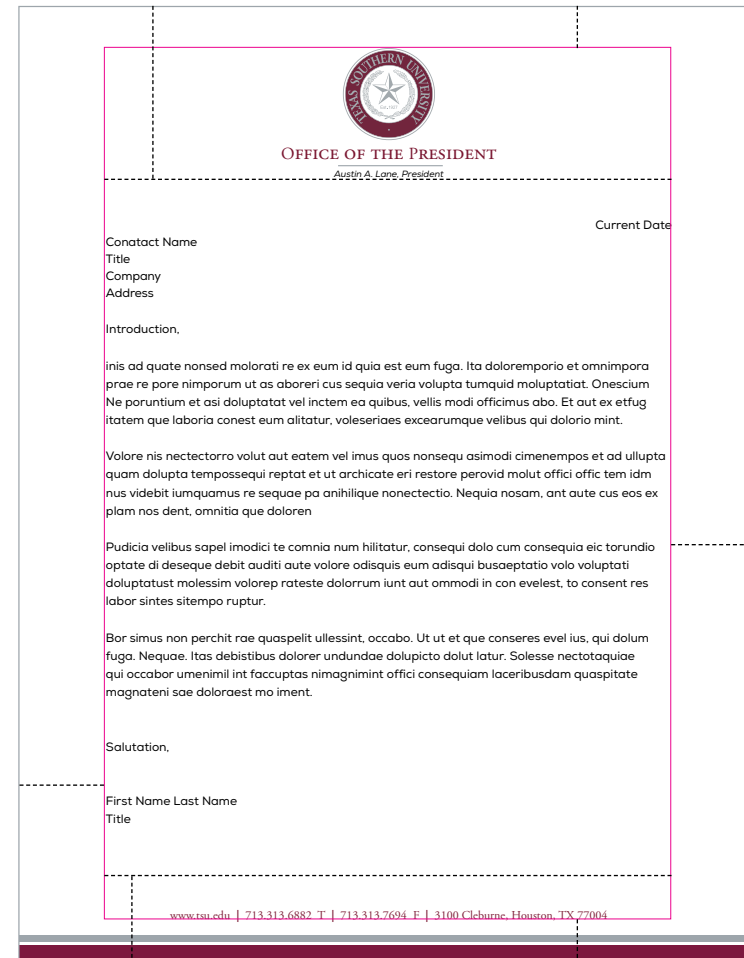 TEXAS SOUTHERN UNIVERSITY
OFFICE OF THE PRESIDENT
Austin A. Lane, President
Current Date
Conatact Name
Title
Company
Address
Introduction,
inis ad quate nonsed molorati re ex eum id quia est eum fuga. Ita doloremporio et omnimpora
prae re pore nimporum ut as aboreri cus sequia veria volupta tumquid moluptatiat. Onescium
Ne poruntium et asi doluptatat vel inctem ea quibus, vellis modi officimus abo. Et aut ex etfug
itatem que laboria conest eum alitatur, voleseriaes excearumque velibus qui dolorio mint.
Volore nis nectectorro volut aut eatem vel imus quos nonsequ asimodi cimenempos et ad ullupta
quam dolupta tempossequi reptat et ut archicate eri restore perovid molut offici offic tem idm
nus videbit iumquamus re sequae pa anihilique nonectectio. Nequia nosam, ant aute cus eos ex
plam nos dent, omnitia que doloren
Pudicia velibus sapel imodici te comnia num hilitatur, consequi dolo cum consequia eic torundio
optate di deseque debit auditi aute volore odisquis eum adisqui busaeptatio volo voluptati
doluptatust molessim volorep rateste dolorrum iunt aut ommodi in con evelest, to consent res
labor sintes sitempo ruptur.
Bor simus non perchit rae quaspelit ullessint, occabo. Ut ut et que conseres evel ius, qui dolum
fuga. Nequae. Itas debistibus dolorer undundae dolupicto dolut latur. Solesse nectotaquiae
qui occabor umenimil int faccuptas nimagnimint offici consequiam laceribusdam quaspitate
magnateni sae doloraest mo iment.
Salutation,
First Name Last Name
Title
www.tsu.edu | 713.313.6882 T | 713.313.7694 F | 3100 Cleburne, Houston, TX 77004